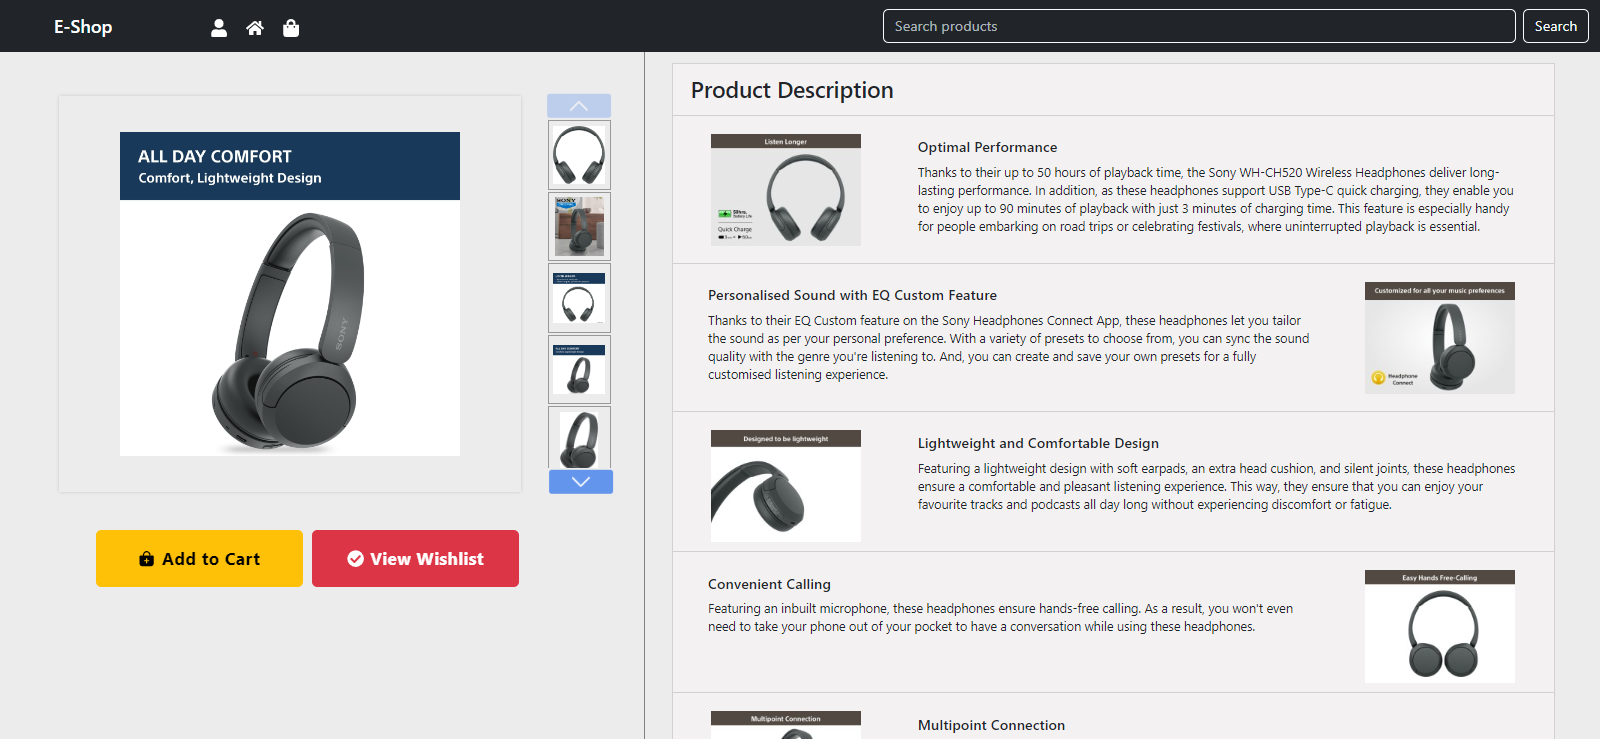 E-Shop
Search products
Search
ALL DAY COMFORT
Comfort, Lightweight Design
SONY
SONY
Add to Cart
View Wishlist
Product Description
Listen Longer
Quick Charge
Optimal Performance
Thanks to their up to 50 hours of playback time, the Sony WH-CH520 Wireless Headphones deliver long-
lasting performance. In addition, as these headphones support USB Type-C quick charging, they enable you
to enjoy up to 90 minutes of playback with just 3 minutes of charging time. This feature is especially handy
for people embarking on road trips or celebrating festivals, where uninterrupted playback is essential.
Personalised Sound with EQ Custom Feature
Thanks to their EQ Custom feature on the Sony Headphones Connect App, these headphones let you tailor
the sound as per your personal preference. With a variety of presets to choose from, you can sync the sound
quality with the genre you're listening to. And, you can create and save your own presets for a fully
customised listening experience.
Customized for all your music preferences
Headphone
Connect
Designed to be lightweight
Lightweight and Comfortable Design
Featuring a lightweight design with soft earpads, an extra head cushion, and silent joints, these headphones
ensure a comfortable and pleasant listening experience. This way, they ensure that you can enjoy your
favourite tracks and podcasts all day long without experiencing discomfort or fatigue.
Convenient Calling
Featuring an inbuilt microphone, these headphones ensure hands-free calling. As a result, you won't even
need to take your phone out of your pocket to have a conversation while using these headphones.
Easy Hands Free-Calling
Multipoint Connection
Multipoint Connection